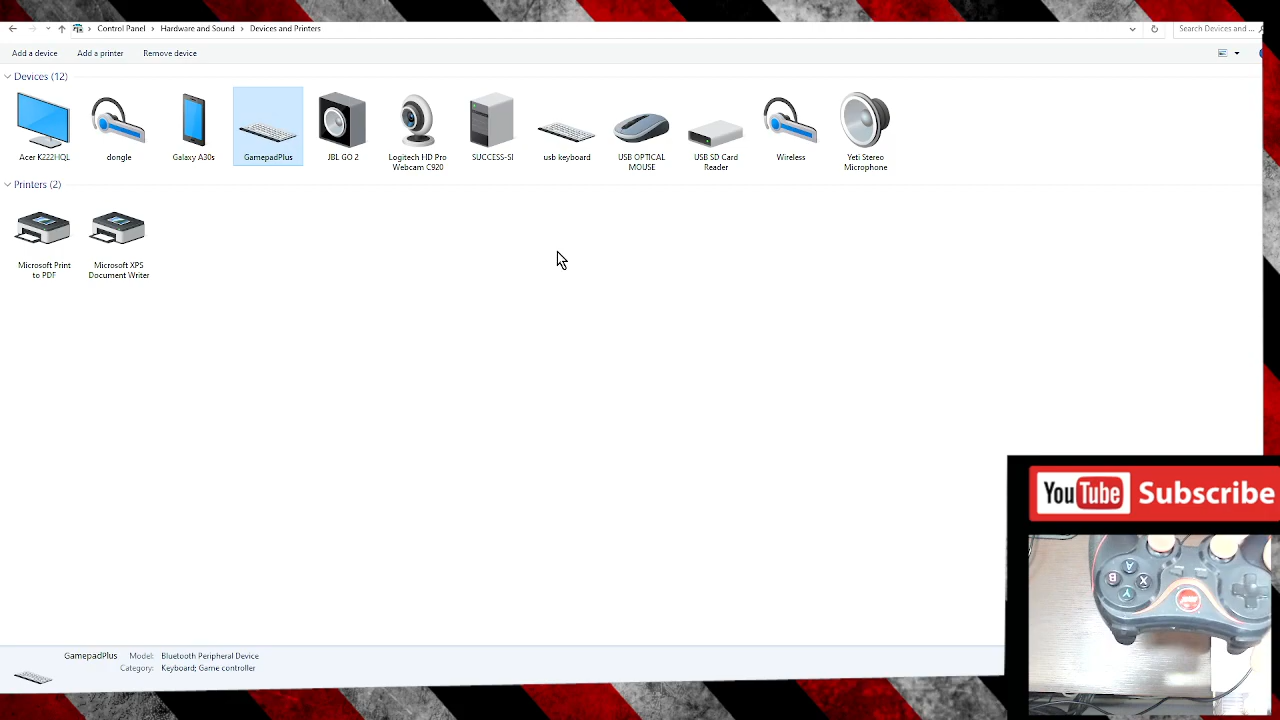 Control Panel > Hardware and Sound > Devices and Printers
Search Devices and ...
Add a device
Add a printer
Remove device
Devices (12)
Acer K222HQL
dongle
Galaxy A30s
GamepadPlus
JBL GO 2
Logitech HD Pro
Webcam C920
SUCCESS-SI
usb keyboard
USB OPTICAL
MOUSE
USB SD Card
Reader
Wireless
Yeti Stereo
Microphone
Printers (2)
Microsoft Print
to PDF
Microsoft XPS
Document Writer
YouTube Subscribe
A
B
X
Y
GamepadPlus
Model: Bluetooth Peripheral Device
Category: Keyboard; Game controller